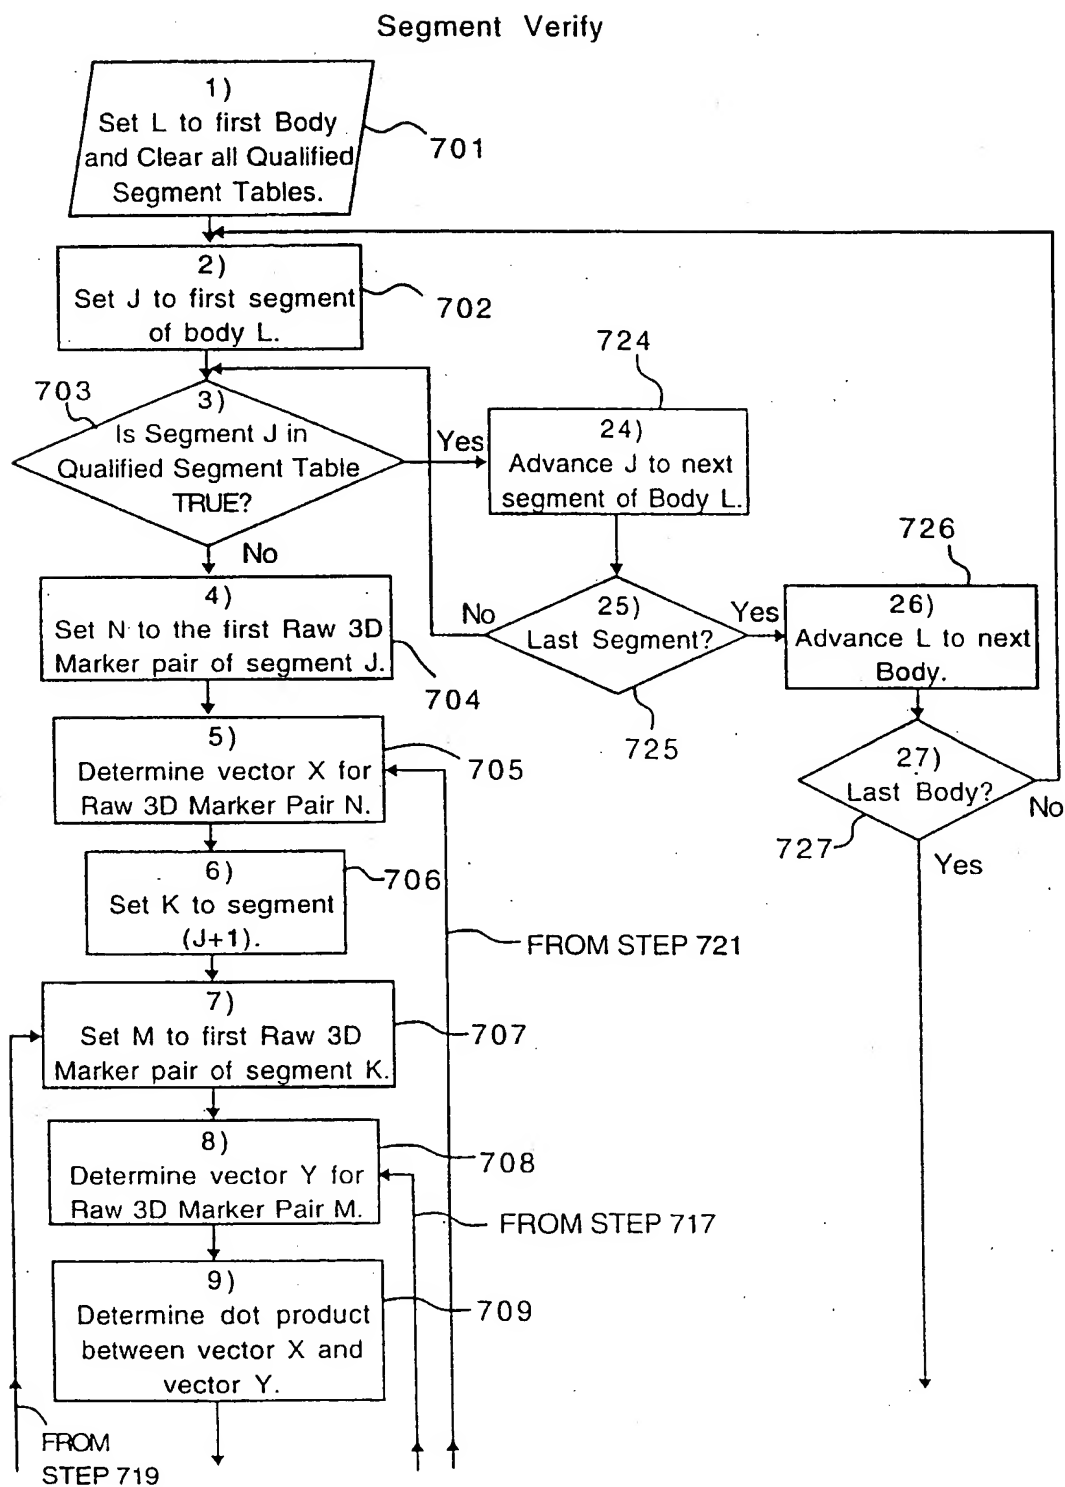 Segment Verify
1)
Set L to first Body
and Clear all Qualified
Segment Tables.
701
2)
Set J to first segment
of body L.
702
703
3)
Is Segment J in
Qualified Segment Table
TRUE?
Yes
No
724
24)
Advance J to next
segment of Body L.
25)
Last Segment?
No
Yes
725
726
26)
Advance L to next
Body.
27)
Last Body?
No
727
Yes
4)
Set N to the first Raw 3D
Marker pair of segment J.
704
5)
Determine vector X for
Raw 3D Marker Pair N.
705
6)
Set K to segment
(J+1).
706
FROM STEP 721
7)
Set M to first Raw 3D
Marker pair of segment K.
707
8)
Determine vector Y for
Raw 3D Marker Pair M.
708
FROM STEP 717
9)
Determine dot product
between vector X and
vector Y.
709
FROM
STEP 719